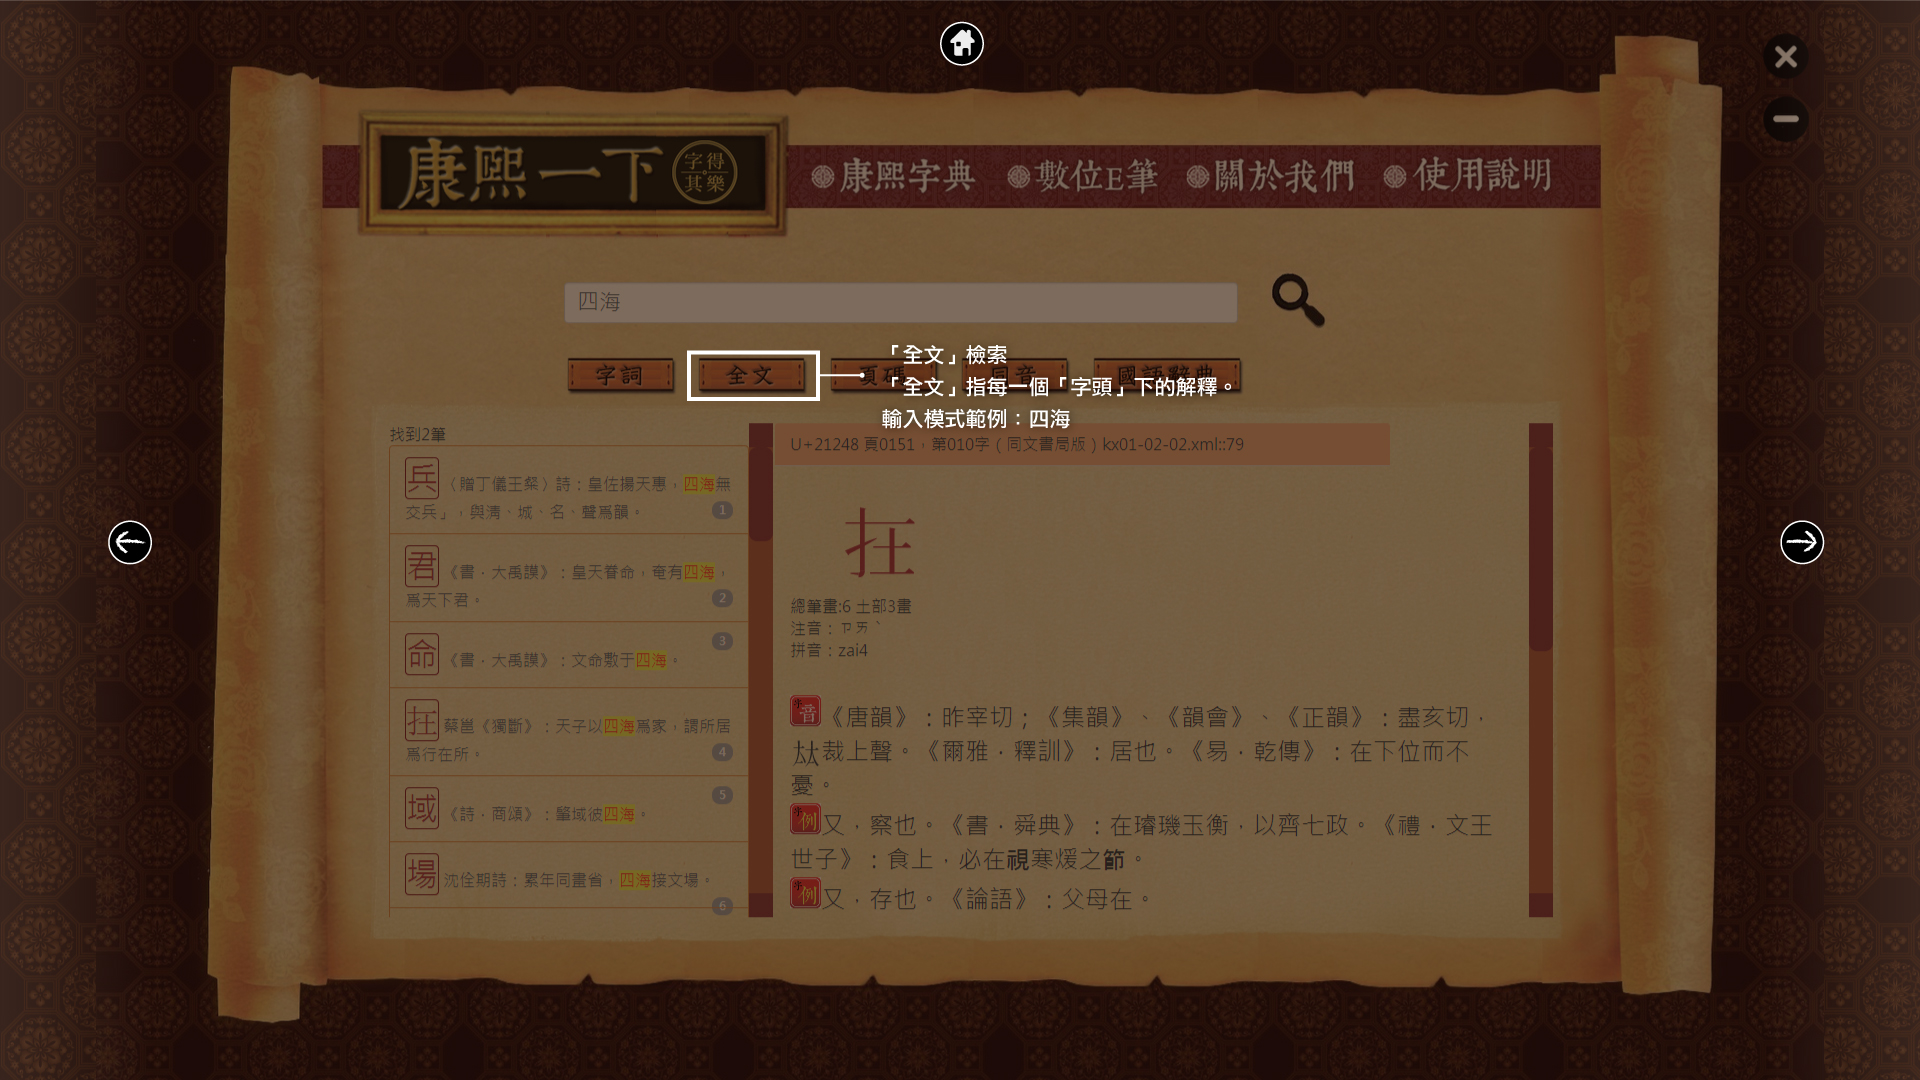 康熙一下
字得其樂
康熙字典
數位E筆
關於我們
使用說明
四海
字詞
全文
頁碼
同音
國語辭典
「全文」檢索
「全文」指每一個「字頭」下的解釋。
輸入模式範例：四海
找到2筆
兵〈贈丁儀王粲〉詩：皇佐揚天惠，四海無
交兵」，與清、城、名、聲爲韻。
1
君《書．大禹謨》：皇天眷命，奄有四海，
爲天下君。
2
命《書．大禹謨》：文命敷于四海。
3
蔡邕《獨斷》：天子以四海爲家，謂所居
爲行在所。
4
域《詩．商頌》：肇域彼四海。
5
場沈佺期詩：累年同畫省，四海接文場。
6
U+21248 頁0151，第010字（同文書局版）kx01-02-02.xml::79
𡉈
總筆畫:6 土部3畫
注音：ㄗㄞˋ
拼音：zai4
音《唐韻》：昨宰切；《集韻》、《韻會》、《正韻》：盡亥切，
𡘋裁上聲。《爾雅．釋訓》：居也。《易．乾傳》：在下位而不
憂。
例又，察也。《書．舜典》：在璿璣玉衡，以齊七政。《禮．文王
世子》：食上，必在視寒煖之節。
例又，存也。《論語》：父母在。